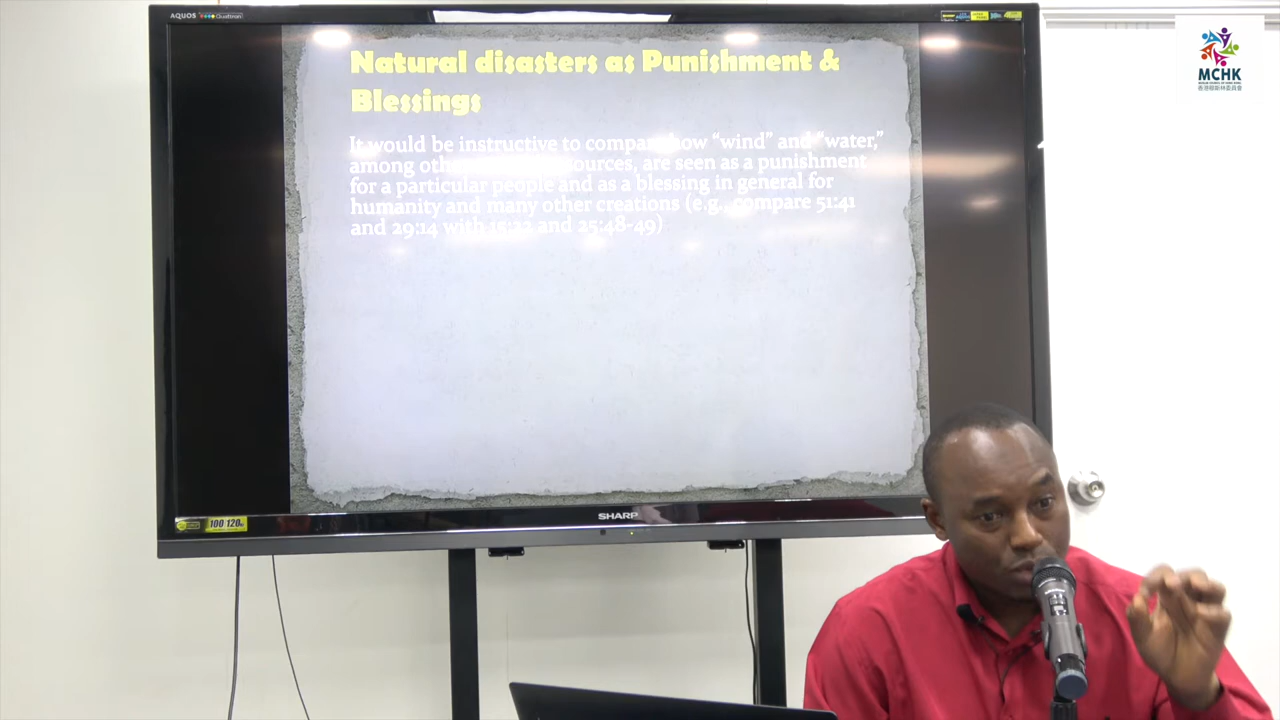 AQUOS Quattron
MCHK
Natural disasters as Punishment &
Blessings
It would be instructive to compare how “wind” and “water,”
among other sources, are seen as a punishment
for a particular people and as a blessing in general for
humanity and many other creations (e.g., compare 51:41
and 29:14 with 15:22 and 25:48-49)
SHARP
100/120